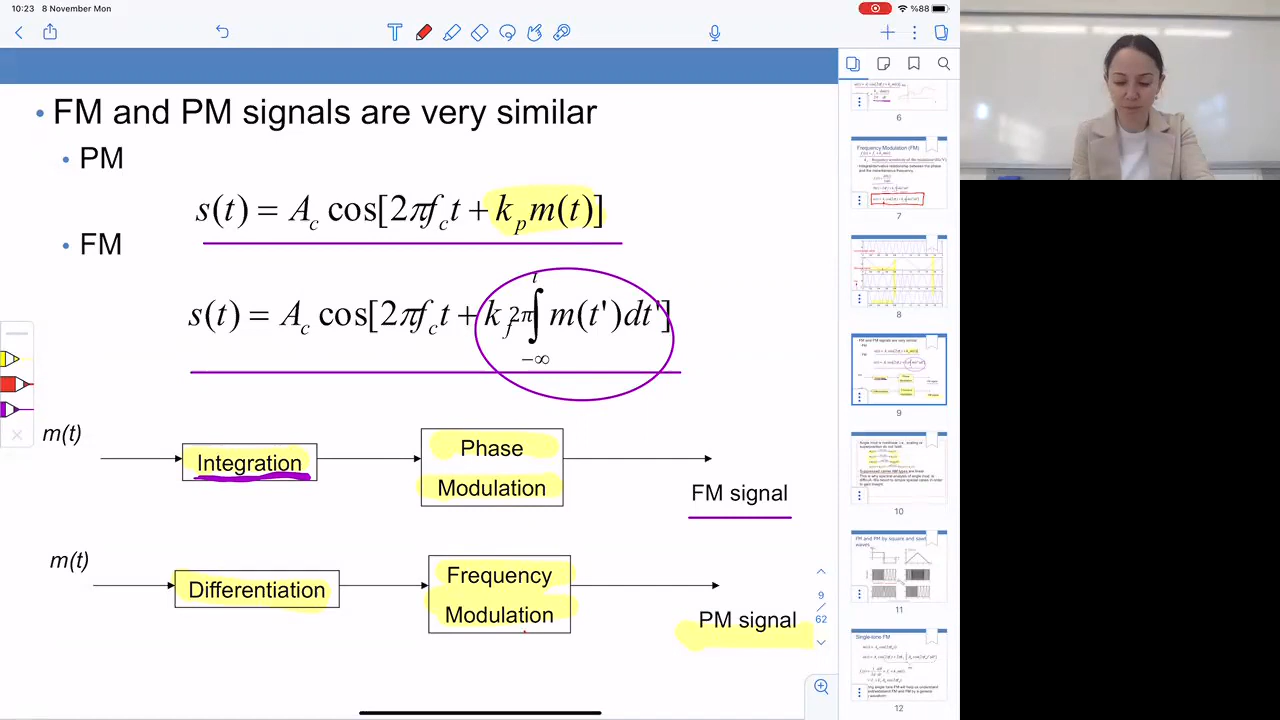 10:23 8 November Mon
%88
• FM and PM signals are very similar
• PM
s(t) = A_c cos[2πf_c t + k_p m(t)]
• FM
s(t) = A_c cos[2πf_c t + k_f 2π ∫_{-∞}^{t} m(t')dt']
m(t)
Integration
Phase
Modulation
FM signal
m(t)
Differentiation
Frequency
Modulation
PM signal
9
/
62
6
Frequency Modulation (FM)
7
8
FM and PM signals are very similar
9
10
FM and PM by square and sawt
waves
11
Single-tone FM
12